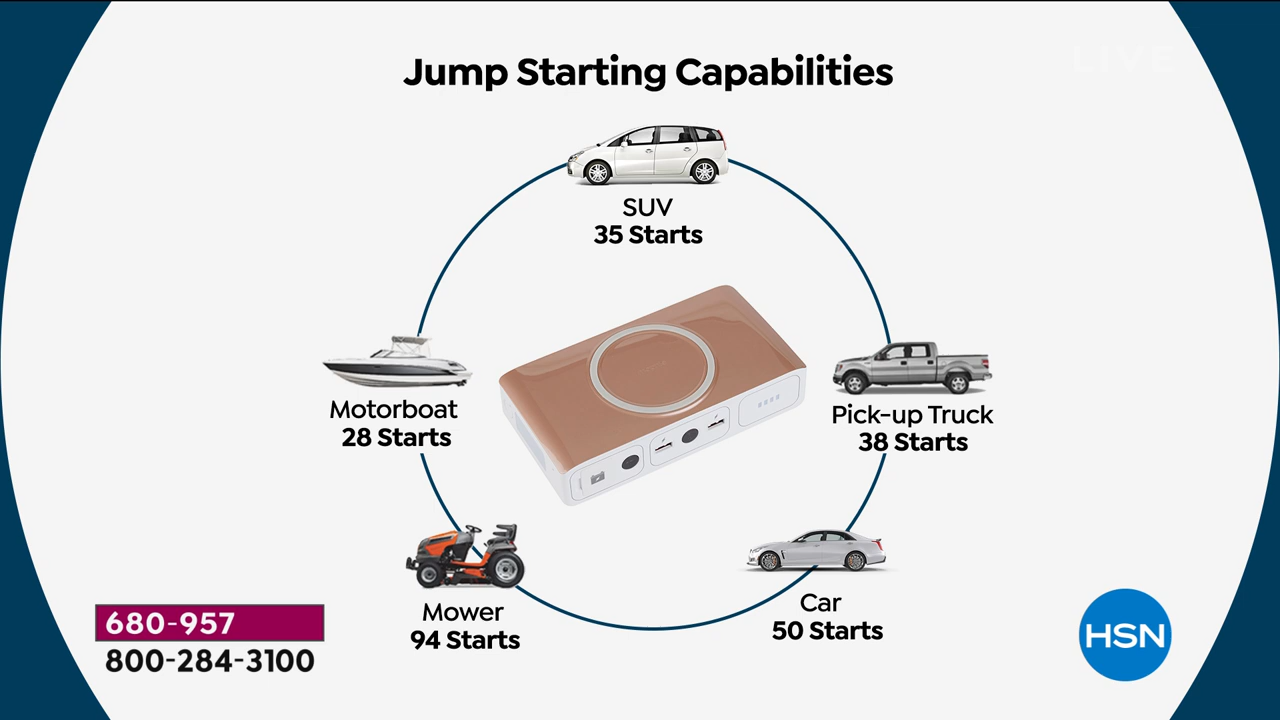 LIVE
Jump Starting Capabilities
SUV
35 Starts
Motorboat
28 Starts
Pick-up Truck
38 Starts
Mower
94 Starts
Car
50 Starts
680-957
800-284-3100
HSN